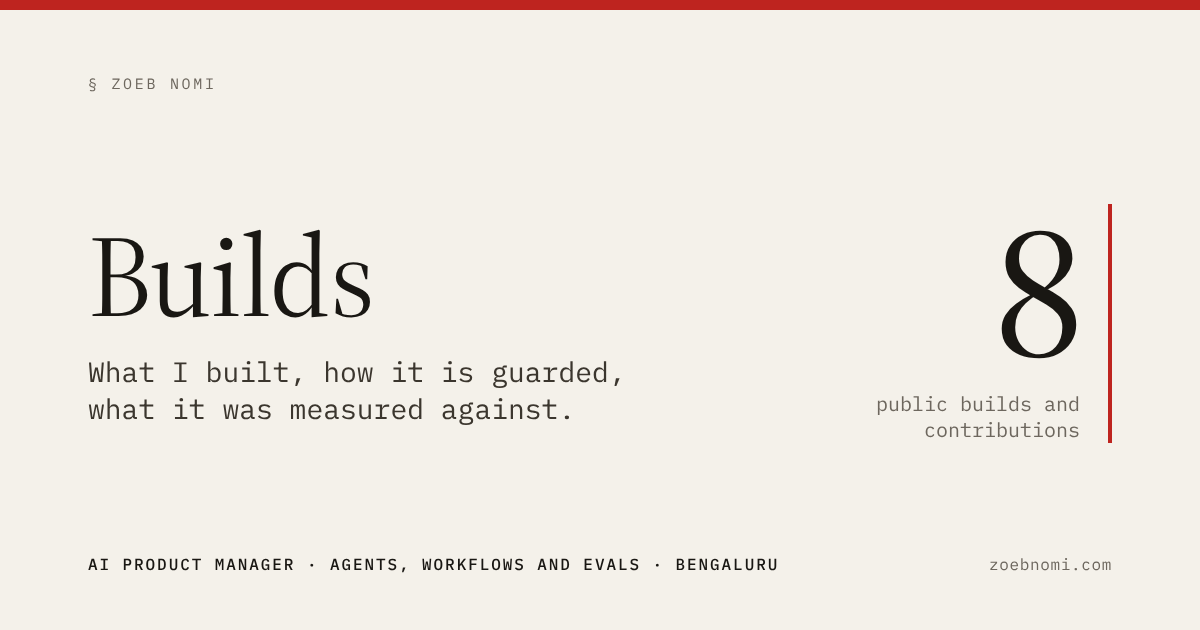 § ZOEB NOMI
Builds
What I built, how it is guarded,
what it was measured against.
8
public builds and
contributions
AI PRODUCT MANAGER · AGENTS, WORKFLOWS AND EVALS · BENGALURU
zoebnomi.com